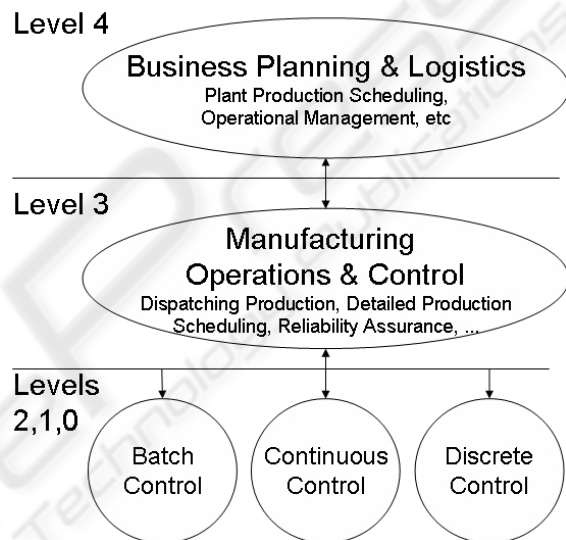 Level 4
Business Planning & Logistics
Plant Production Scheduling,
Operational Management, etc
Level 3
Manufacturing
Operations & Control
Dispatching Production, Detailed Production
Scheduling, Reliability Assurance, ...
Levels
2,1,0
Batch
Control
Continuous
Control
Discrete
Control